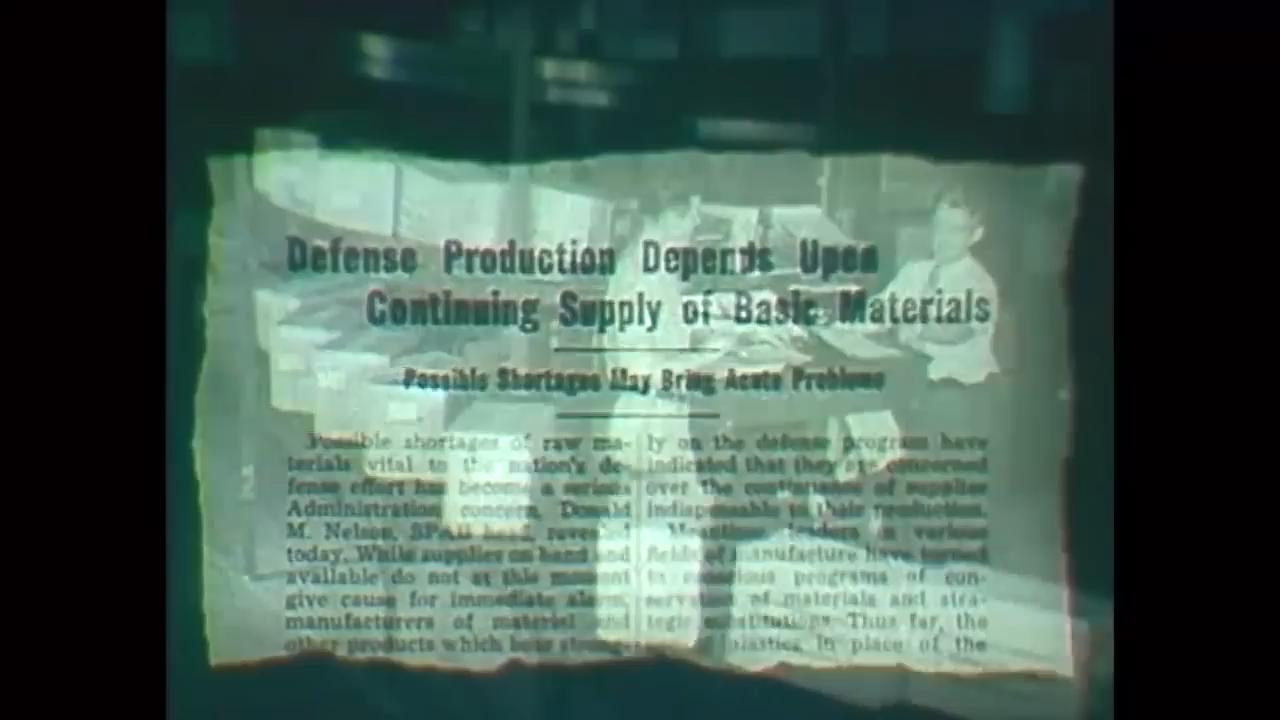 Defense Production Depends Upon
Continuing Supply of Basic Materials
Possible Shortages May Bring Acute Problems
Possible shortages of raw ma-
terials vital to the nation's de-
fense effort has become a serious
Administration concern, Donald
M. Nelson, SPAB head, revealed
today. While supplies on hand and
available do not at this moment
give cause for immediate alarm,
manufacturers of materiel and
other products which bear strong-
ly on the defense program have
indicated that they are concerned
over the continuance of supplies
indispensable to their production.
Meantime leaders in various
fields of manufacture have turned
to programs of con-
servation of materials and stra-
tegic substitutions. Thus far, the
plastics in place of the